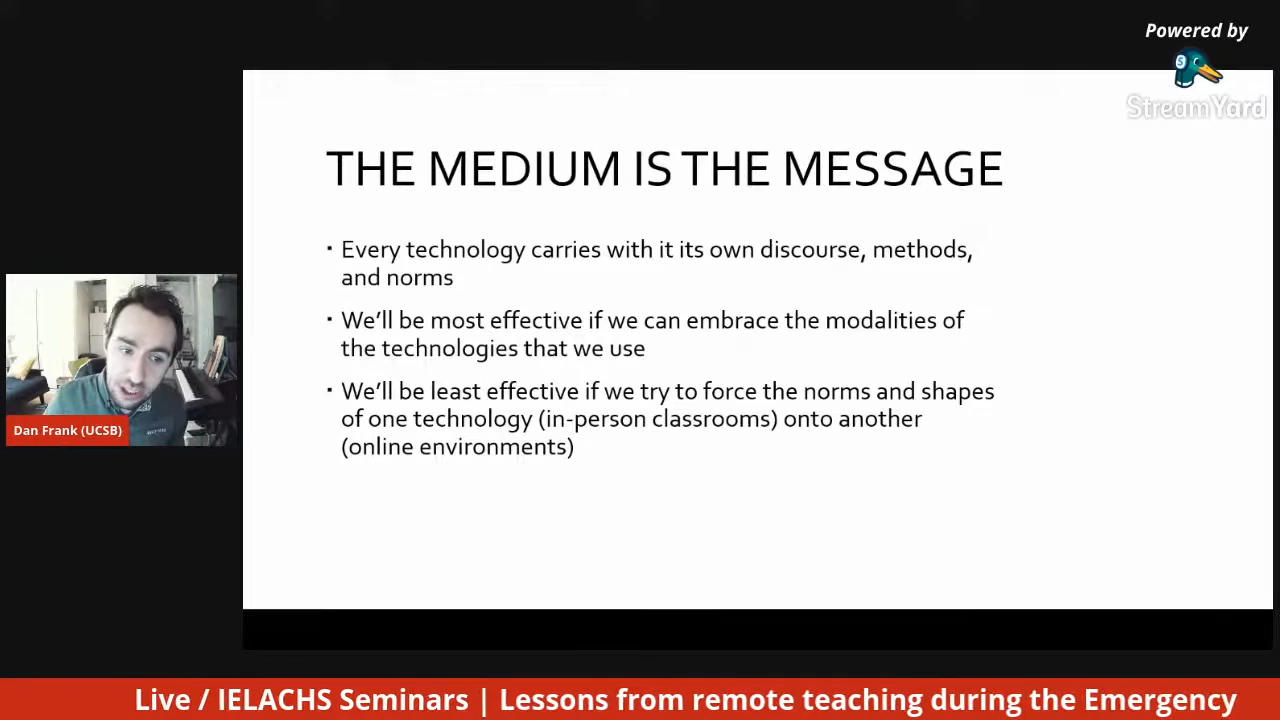 Powered by
StreamYard
THE MEDIUM IS THE MESSAGE
▪ Every technology carries with it its own discourse, methods,
and norms
▪ We’ll be most effective if we can embrace the modalities of
the technologies that we use
▪ We’ll be least effective if we try to force the norms and shapes
of one technology (in-person classrooms) onto another
(online environments)
Dan Frank (UCSB)
Live / IELACHS Seminars | Lessons from remote teaching during the Emergency